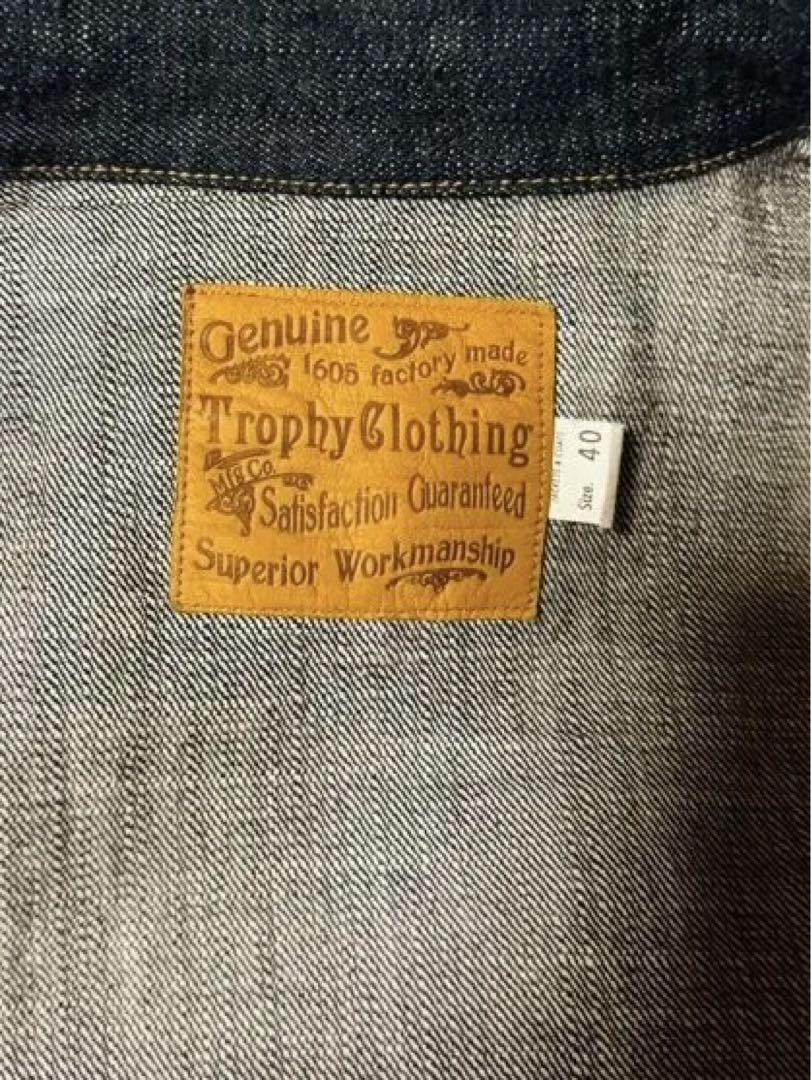 Genuine
1605 factory made
Trophy Clothing
Mfg Co.
Satisfaction Guaranteed
Superior Workmanship
Size. 40